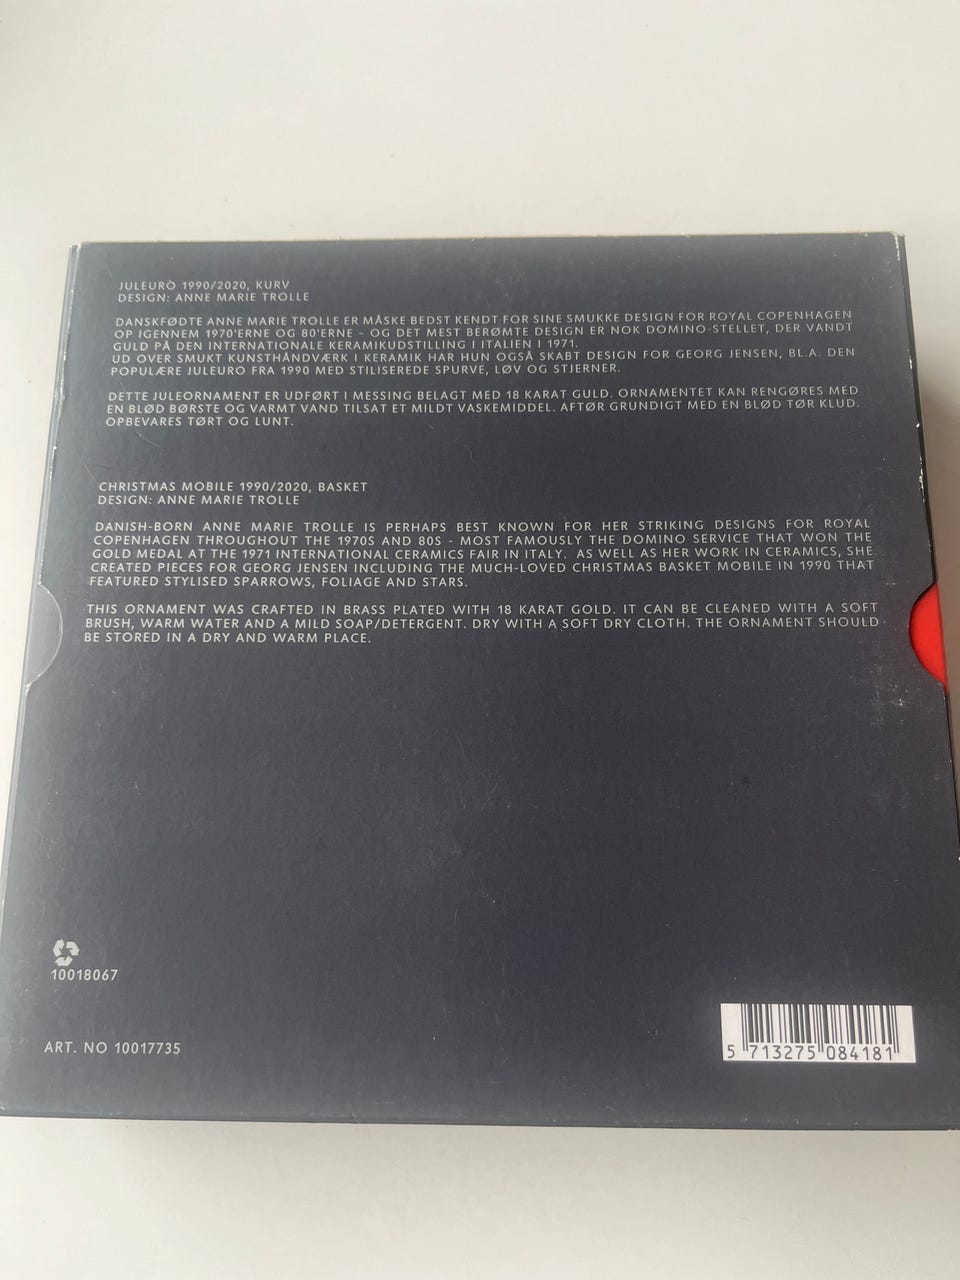 JULEURÒ 1990/2020, KURV
DESIGN: ANNE MARIE TROLLE
DANSKFØDTE ANNE MARIE TROLLE ER MÅSKE BEDST KENDT FOR SINE SMUKKE DESIGN FOR ROYAL COPENHAGEN
OP IGENNEM 1970'ERNE OG 80'ERNE - OG DET MEST BERØMTE DESIGN ER NOK DOMINO-STELLET, DER VANDT
GULD PÅ DEN INTERNATIONALE KERAMIKUDSTILLING I ITALIEN I 1971.
UD OVER SMUKT KUNSTHÅNDVÆRK I KERAMIK HAR HUN OGSÅ SKABT DESIGN FOR GEORG JENSEN, BL.A. DEN
POPULÆRE JULEURO FRA 1990 MED STILISEREDE SPURVE, LØV OG STJERNER.
DETTE JULEORNAMENT ER UDFØRT I MESSING BELAGT MED 18 KARAT GULD. ORNAMENTET KAN RENGØRES MED
EN BLØD BØRSTE OG VARMT VAND TILSAT ET MILDT VASKEMIDDEL. AFTØR GRUNDIGT MED EN BLØD TØR KLUD.
OPBEVARES TØRT OG LUNT.
CHRISTMAS MOBILE 1990/2020, BASKET
DESIGN: ANNE MARIE TROLLE
DANISH-BORN ANNE MARIE TROLLE IS PERHAPS BEST KNOWN FOR HER STRIKING DESIGNS FOR ROYAL
COPENHAGEN THROUGHOUT THE 1970S AND 80S - MOST FAMOUSLY THE DOMINO SERVICE THAT WON THE
GOLD MEDAL AT THE 1971 INTERNATIONAL CERAMICS FAIR IN ITALY. AS WELL AS HER WORK IN CERAMICS, SHE
CREATED PIECES FOR GEORG JENSEN INCLUDING THE MUCH-LOVED CHRISTMAS BASKET MOBILE IN 1990 THAT
FEATURED STYLISED SPARROWS, FOLIAGE AND STARS.
THIS ORNAMENT WAS CRAFTED IN BRASS PLATED WITH 18 KARAT GOLD. IT CAN BE CLEANED WITH A SOFT
BRUSH, WARM WATER AND A MILD SOAP/DETERGENT. DRY WITH A SOFT DRY CLOTH. THE ORNAMENT SHOULD
BE STORED IN A DRY AND WARM PLACE.
10018067
ART. NO 10017735
5 713275 084181